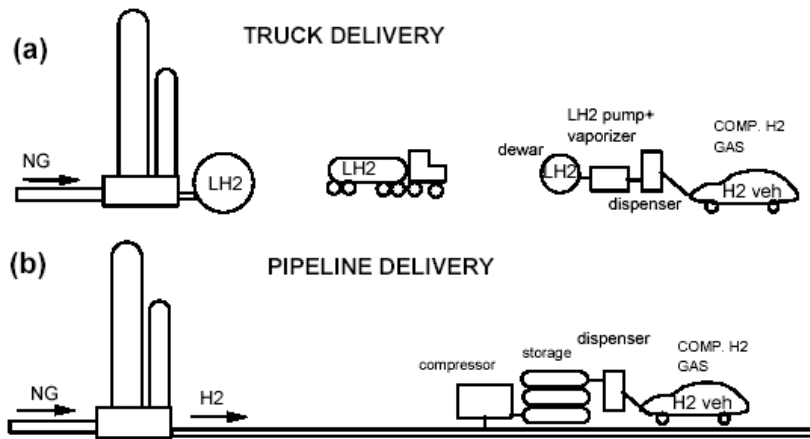 (a)
TRUCK DELIVERY
NG
LH2
LH2
dewar
LH2
LH2 pump+
vaporizer
dispenser
COMP. H2
GAS
H2 veh
(b)
PIPELINE DELIVERY
NG
H2
compressor
storage
dispenser
COMP. H2
GAS
H2 veh